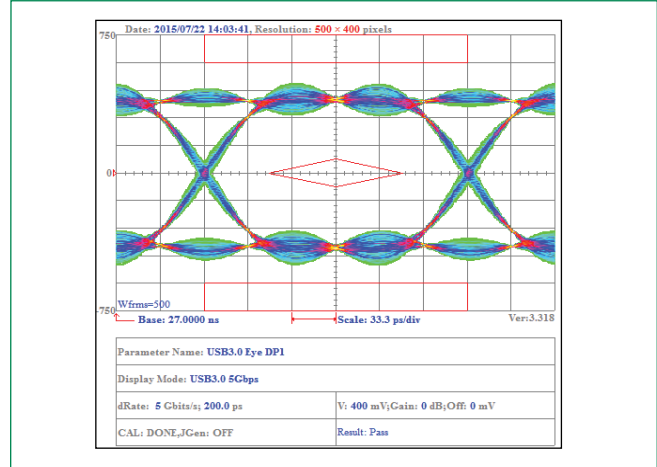 Date: 2015/07/22 14:03:41, Resolution: 500 × 400 pixels
750
0
Wfrms=500
-750
Base: 27.0000 ns
Scale: 33.3 ps/div
Ver:3.318
Parameter Name: USB3.0 Eye DP1
Display Mode: USB3.0 5Gbps
dRate: 5 Gbits/s; 200.0 ps
V: 400 mV;Gain: 0 dB;Off: 0 mV
CAL: DONE,JGen: OFF
Result: Pass